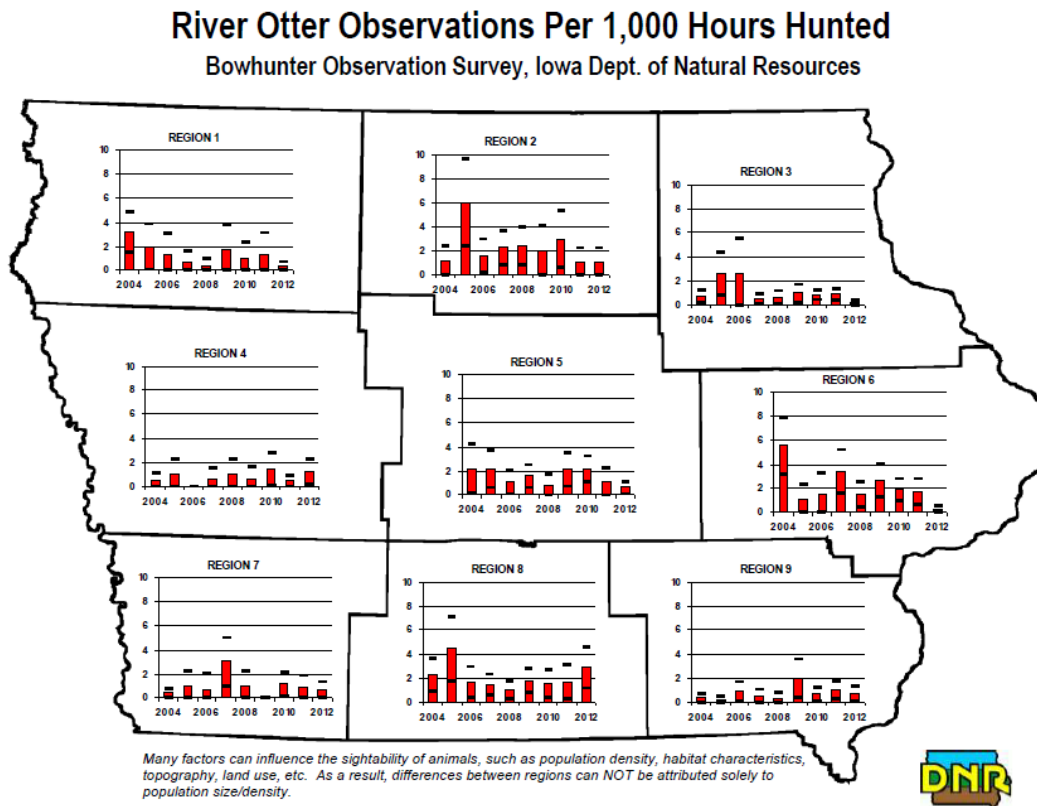 River Otter Observations Per 1,000 Hours Hunted
Bowhunter Observation Survey, Iowa Dept. of Natural Resources
REGION 1
10
8
6
4
2
0
2004 2006 2008 2010 2012
REGION 2
10
8
6
4
2
0
2004 2006 2008 2010 2012
REGION 3
10
8
6
4
2
0
2004 2006 2008 2010 2012
REGION 4
10
8
6
4
2
0
2004 2006 2008 2010 2012
REGION 5
10
8
6
4
2
0
2004 2006 2008 2010 2012
REGION 6
10
8
6
4
2
0
2004 2006 2008 2010 2012
REGION 7
10
8
6
4
2
0
2004 2006 2008 2010 2012
REGION 8
10
8
6
4
2
0
2004 2006 2008 2010 2012
REGION 9
10
8
6
4
2
0
2004 2006 2008 2010 2012
Many factors can influence the sightability of animals, such as population density, habitat characteristics,
topography, land use, etc. As a result, differences between regions can NOT be attributed solely to
population size/density.
DNR